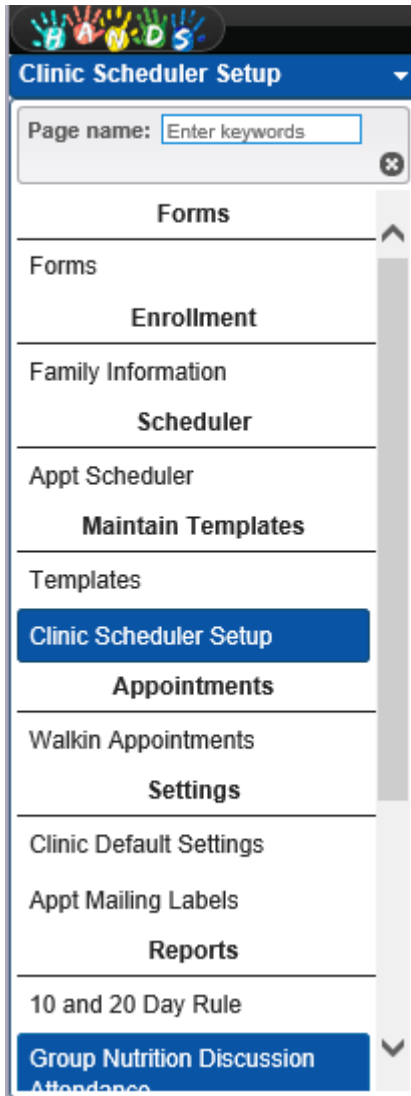 HANDS
Clinic Scheduler Setup
Page name: Enter keywords
Forms
Forms
Enrollment
Family Information
Scheduler
Appt Scheduler
Maintain Templates
Templates
Clinic Scheduler Setup
Appointments
Walkin Appointments
Settings
Clinic Default Settings
Appt Mailing Labels
Reports
10 and 20 Day Rule
Group Nutrition Discussion
Attendance